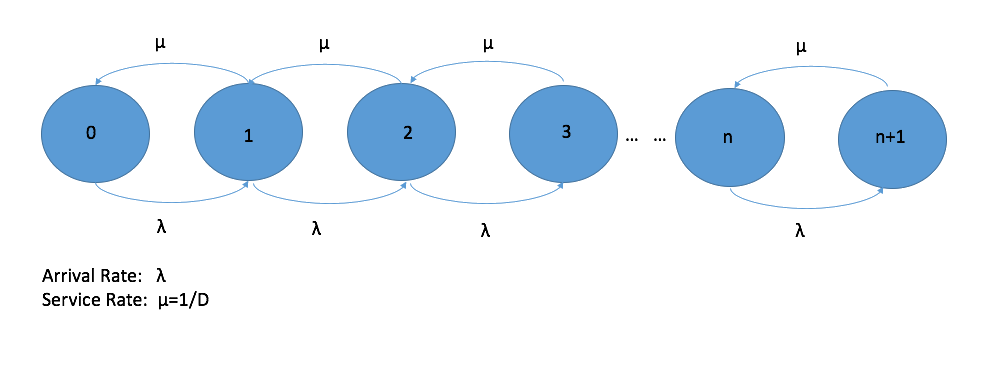 μ μ μ μ
0 1 2 3 ... ... n n+1
λ λ λ λ
Arrival Rate: λ
Service Rate: μ=1/D